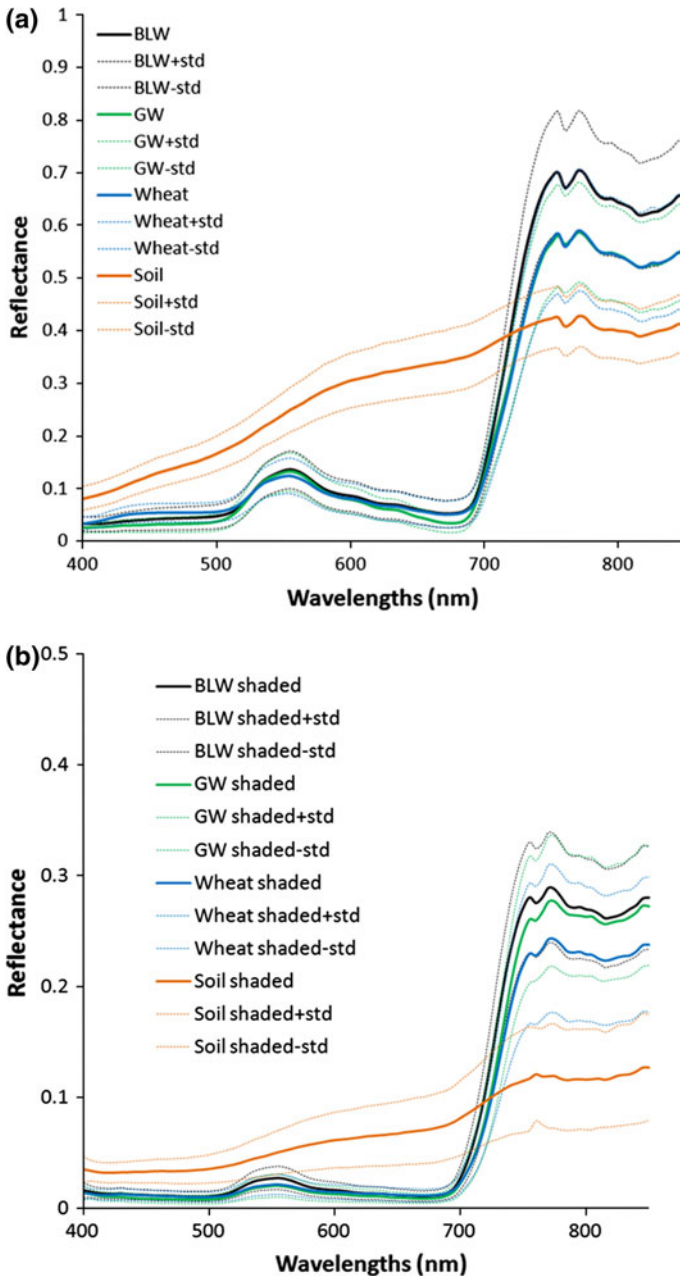 (a)
1
0.9
0.8
0.7
0.6
0.5
0.4
0.3
0.2
0.1
0
Reflectance
BLW
BLW+std
BLW-std
GW
GW+std
GW-std
Wheat
Wheat+std
Wheat-std
Soil
Soil+std
Soil-std
400 500 600 700 800
Wavelengths (nm)
(b)
0.5
0.4
0.3
0.2
0.1
0
Reflectance
BLW shaded
BLW shaded+std
BLW shaded-std
GW shaded
GW shaded+std
GW shaded-std
Wheat shaded
Wheat shaded+std
Wheat shaded-std
Soil shaded
Soil shaded+std
Soil shaded-std
400 500 600 700 800
Wavelengths (nm)